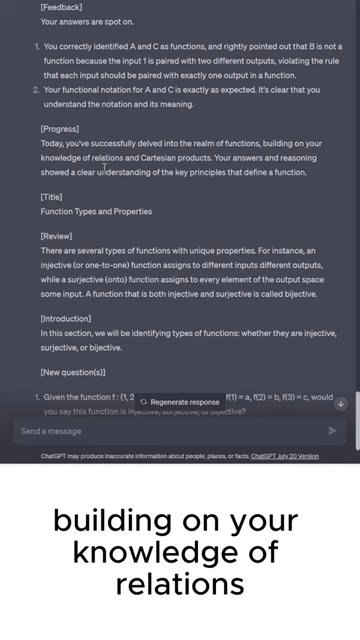 [Feedback]
Your answers are spot on.
1. You correctly identified A and C as functions, and rightly pointed out that B is not a
function because the input 1 is paired with two different outputs, violating the rule
that each input should be paired with exactly one output in a function.
2. Your functional notation for A and C is exactly as expected. It's clear that you
understand the notation and its meaning.
[Progress]
Today, you've successfully delved into the realm of functions, building on your
knowledge of relations and Cartesian products. Your answers and reasoning
showed a clear understanding of the key principles that define a function.
[Title]
Function Types and Properties
[Review]
There are several types of functions with unique properties. For instance, an
injective (or one-to-one) function assigns to different inputs different outputs,
while a surjective (onto) function assigns to every element of the output space
some input. A function that is both injective and surjective is called bijective.
[Introduction]
In this section, we will be identifying types of functions: whether they are injective,
surjective, or bijective.
[New question(s)]
1. Given the function f : {1, 2 Regenerate response f(1) = a, f(2) = b, f(3) = c, would
you say this function is injective, surjective, or bijective?
Send a message
ChatGPT may produce inaccurate information about people, places, or facts. ChatGPT July 20 Version
building on your
knowledge of
relations